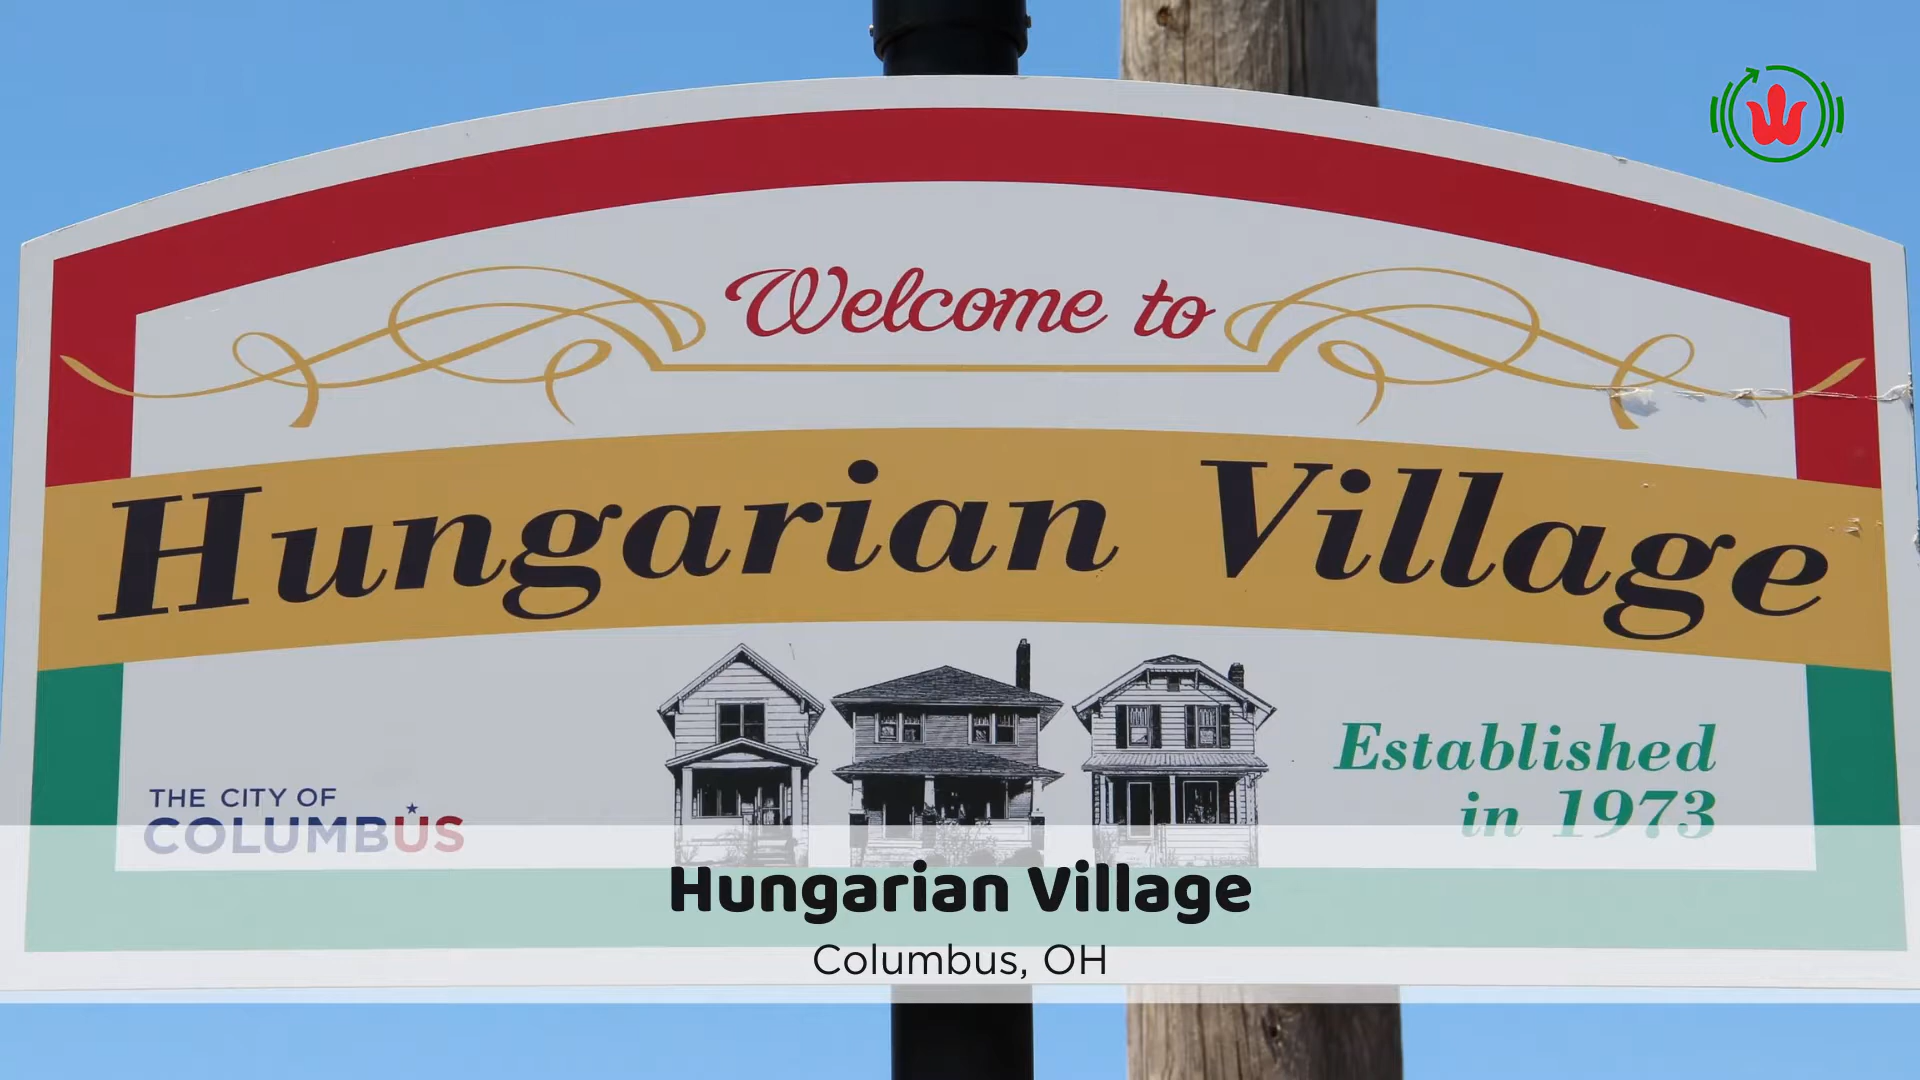 Welcome to
Hungarian Village
Established
in 1973
THE CITY OF
COLUMBUS
Hungarian Village
Columbus, OH